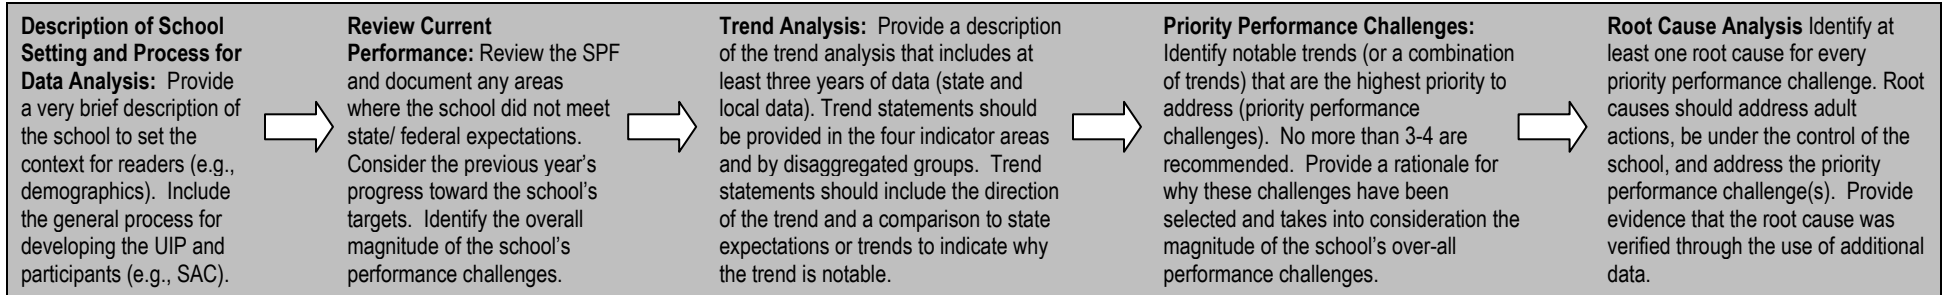 Description of School
Setting and Process for
Data Analysis:  Provide
a very brief description of
the school to set the
context for readers (e.g.,
demographics).  Include
the general process for
developing the UIP and
participants (e.g., SAC).
Review Current
Performance: Review the SPF
and document any areas
where the school did not meet
state/ federal expectations.
Consider the previous year's
progress toward the school's
targets.  Identify the overall
magnitude of the school's
performance challenges.
Trend Analysis:  Provide a description
of the trend analysis that includes at
least three years of data (state and
local data). Trend statements should
be provided in the four indicator areas
and by disaggregated groups.  Trend
statements should include the direction
of the trend and a comparison to state
expectations or trends to indicate why
the trend is notable.
Priority Performance Challenges:
Identify notable trends (or a combination
of trends) that are the highest priority to
address (priority performance
challenges).  No more than 3-4 are
recommended.  Provide a rationale for
why these challenges have been
selected and takes into consideration the
magnitude of the school's over-all
performance challenges.
Root Cause Analysis Identify at
least one root cause for every
priority performance challenge. Root
causes should address adult
actions, be under the control of the
school, and address the priority
performance challenge(s).  Provide
evidence that the root cause was
verified through the use of additional
data.